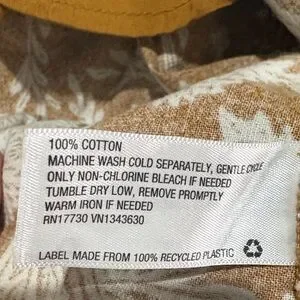 100% COTTON
MACHINE WASH COLD SEPARATELY, GENTLE CYCLE
ONLY NON-CHLORINE BLEACH IF NEEDED
TUMBLE DRY LOW, REMOVE PROMPTLY
WARM IRON IF NEEDED
RN17730 VN1343630
LABEL MADE FROM 100% RECYCLED PLASTIC